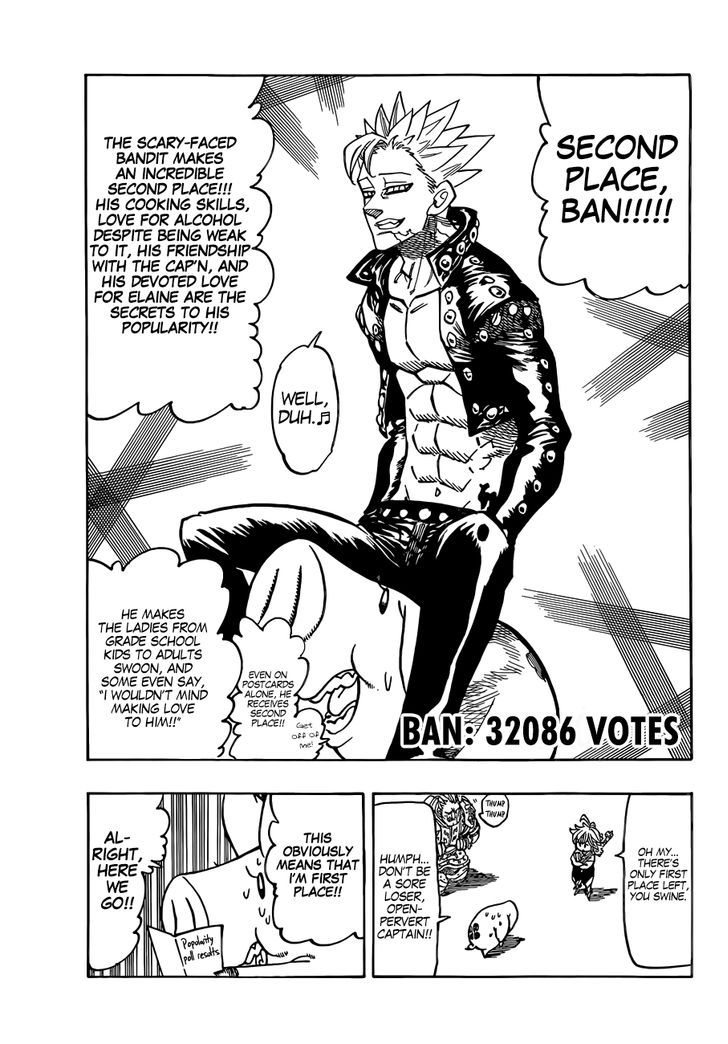 SECOND
PLACE,
BAN!!!!!
THE SCARY-FACED
BANDIT MAKES
AN INCREDIBLE
SECOND PLACE!!!
HIS COOKING SKILLS,
LOVE FOR ALCOHOL
DESPITE BEING WEAK
TO IT, HIS FRIENDSHIP
WITH THE CAP'N, AND
HIS DEVOTED LOVE
FOR ELAINE ARE THE
SECRETS TO HIS
POPULARITY!!
WELL,
DUH.♫
HE MAKES
THE LADIES FROM
GRADE SCHOOL
KIDS TO ADULTS
SWOON, AND
SOME EVEN SAY,
"I WOULDN'T MIND
MAKING LOVE
TO HIM!!"
EVEN ON
POSTCARDS
ALONE, HE
RECEIVES
SECOND
PLACE!!
Get
off of
me!
BAN: 32086 VOTES
OH MY...
THERE'S
ONLY FIRST
PLACE LEFT,
YOU SWINE.
THUMP
THUMP
HUMPH...
DON'T BE
A SORE
LOSER,
OPEN-
PERVERT
CAPTAIN!!
THIS
OBVIOUSLY
MEANS THAT
I'M FIRST
PLACE!!
AL-
RIGHT,
HERE
WE
GO!!
Popularity
poll results